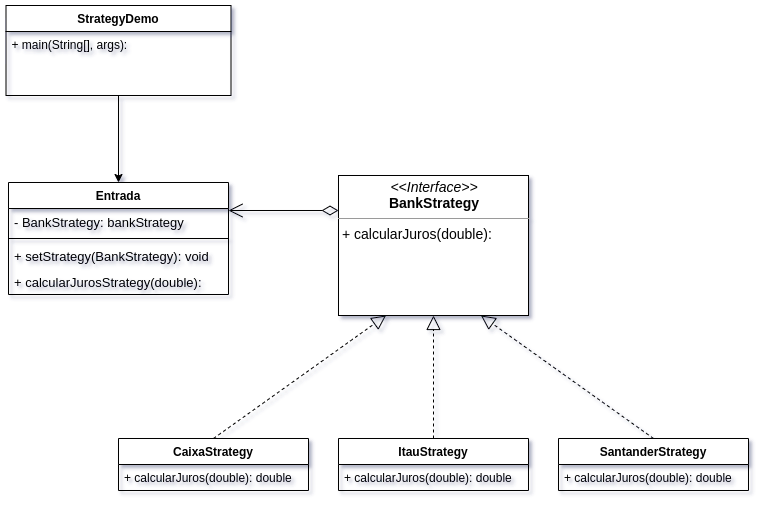 StrategyDemo
+ main(String[], args):
Entrada
- BankStrategy: bankStrategy
+ setStrategy(BankStrategy): void
+ calcularJurosStrategy(double):
<<Interface>>
BankStrategy
+ calcularJuros(double):
CaixaStrategy
+ calcularJuros(double): double
ItauStrategy
+ calcularJuros(double): double
SantanderStrategy
+ calcularJuros(double): double